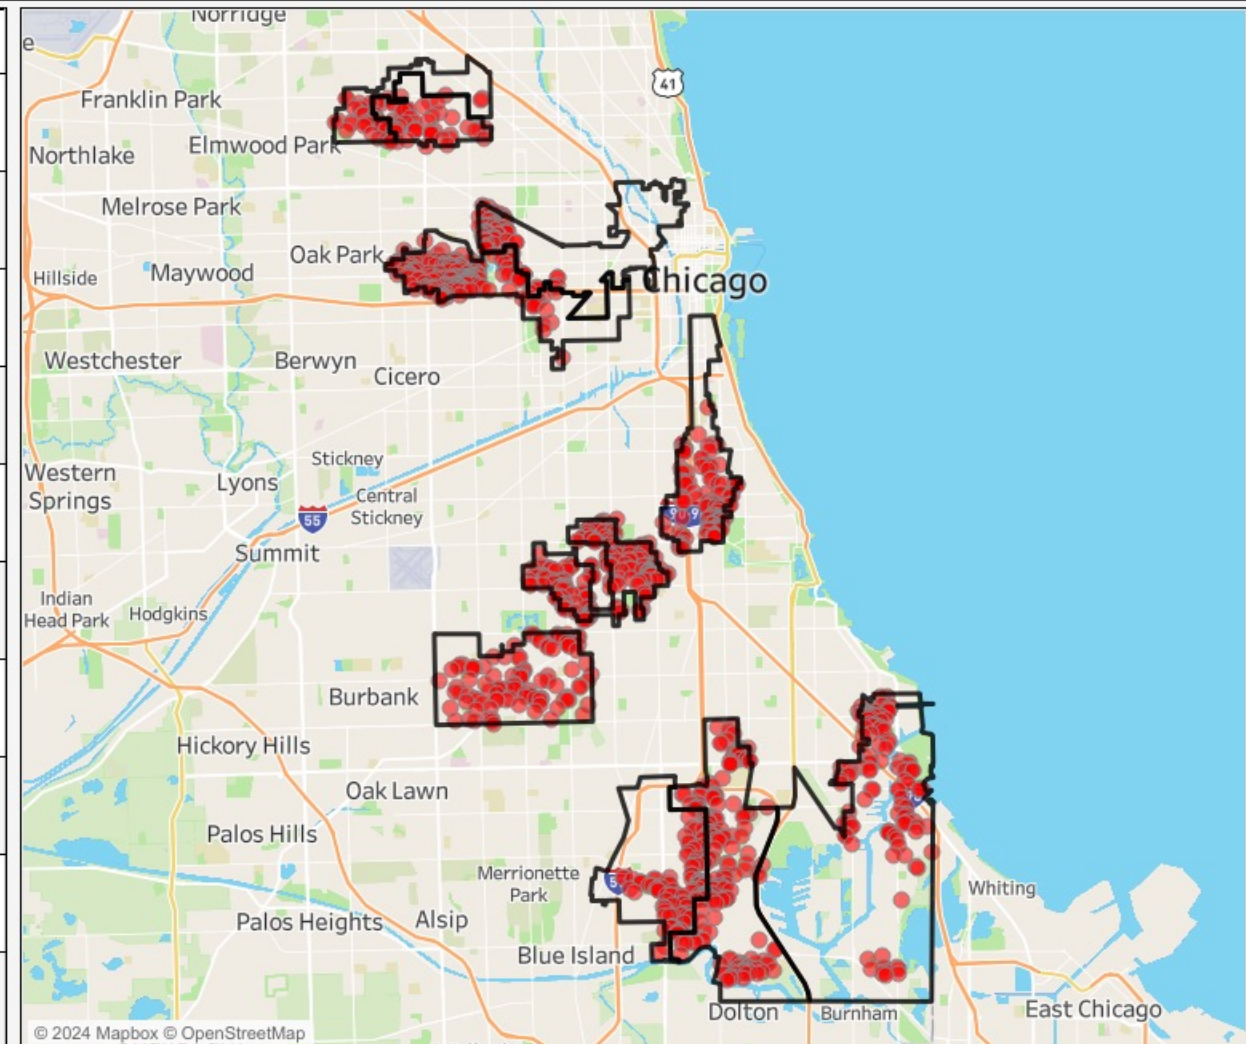 Norridge
e
41
Franklin Park
Elmwood Park
Northlake
Melrose Park
Oak Park
Hillside
Maywood
Chicago
Westchester
Berwyn
Cicero
Stickney
Western
Springs
Lyons
Central
Stickney
55
Summit
Indian
Head Park
Hodgkins
Burbank
Hickory Hills
Oak Lawn
Palos Hills
Merrionette
Park
Whiting
Palos Heights
Alsip
Blue Island
Dolton
Burnham
East Chicago
© 2024 Mapbox © OpenStreetMap